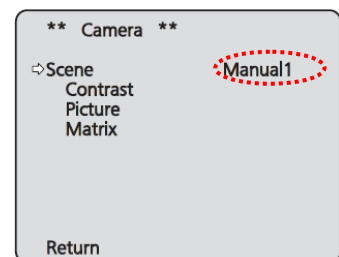 ** Camera **
⇨Scene Manual1
Contrast
Picture
Matrix
Return